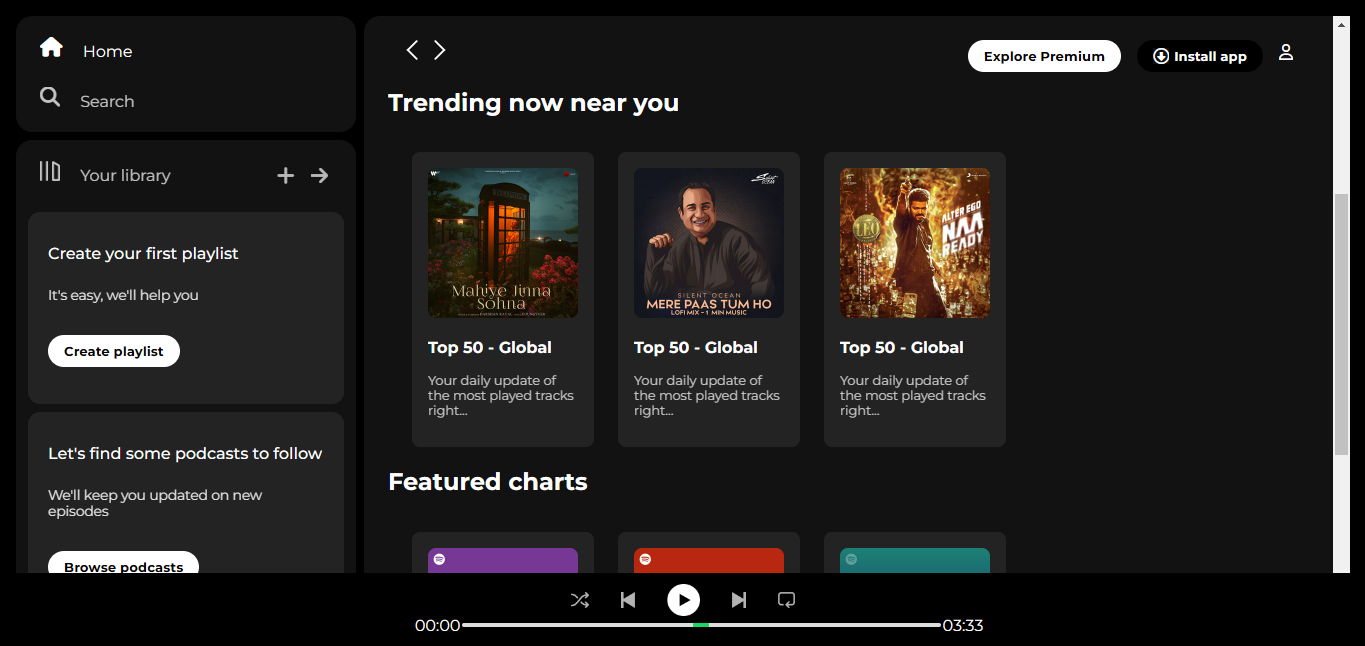 Home
Search
Your library
Create your first playlist
It's easy, we'll help you
Create playlist
Let's find some podcasts to follow
We'll keep you updated on new
episodes
Browse podcasts
Explore Premium
Install app
Trending now near you
Mahiye Jinna
Sohna
Top 50 - Global
Your daily update of
the most played tracks
right...
SILENT OCEAN
MERE PAAS TUM HO
LOFI MIX - 1 MIN MUSIC
Top 50 - Global
Your daily update of
the most played tracks
right...
LEO
ALTER EGO
NAA
READY
Top 50 - Global
Your daily update of
the most played tracks
right...
Featured charts
00:00
03:33